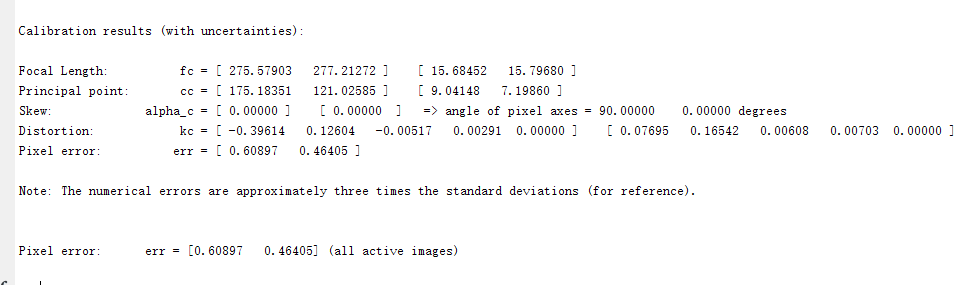 Calibration results (with uncertainties):
Focal Length: fc = [ 275.57903 277.21272 ] [ 15.68452 15.79680 ]
Principal point: cc = [ 175.18351 121.02585 ] [ 9.04148 7.19860 ]
Skew: alpha_c = [ 0.00000 ] [ 0.00000 ] => angle of pixel axes = 90.00000 0.00000 degrees
Distortion: kc = [ -0.39614 0.12604 -0.00517 0.00291 0.00000 ] [ 0.07695 0.16542 0.00608 0.00703 0.00000 ]
Pixel error: err = [ 0.60897 0.46405 ]
Note: The numerical errors are approximately three times the standard deviations (for reference).
Pixel error: err = [0.60897 0.46405] (all active images)